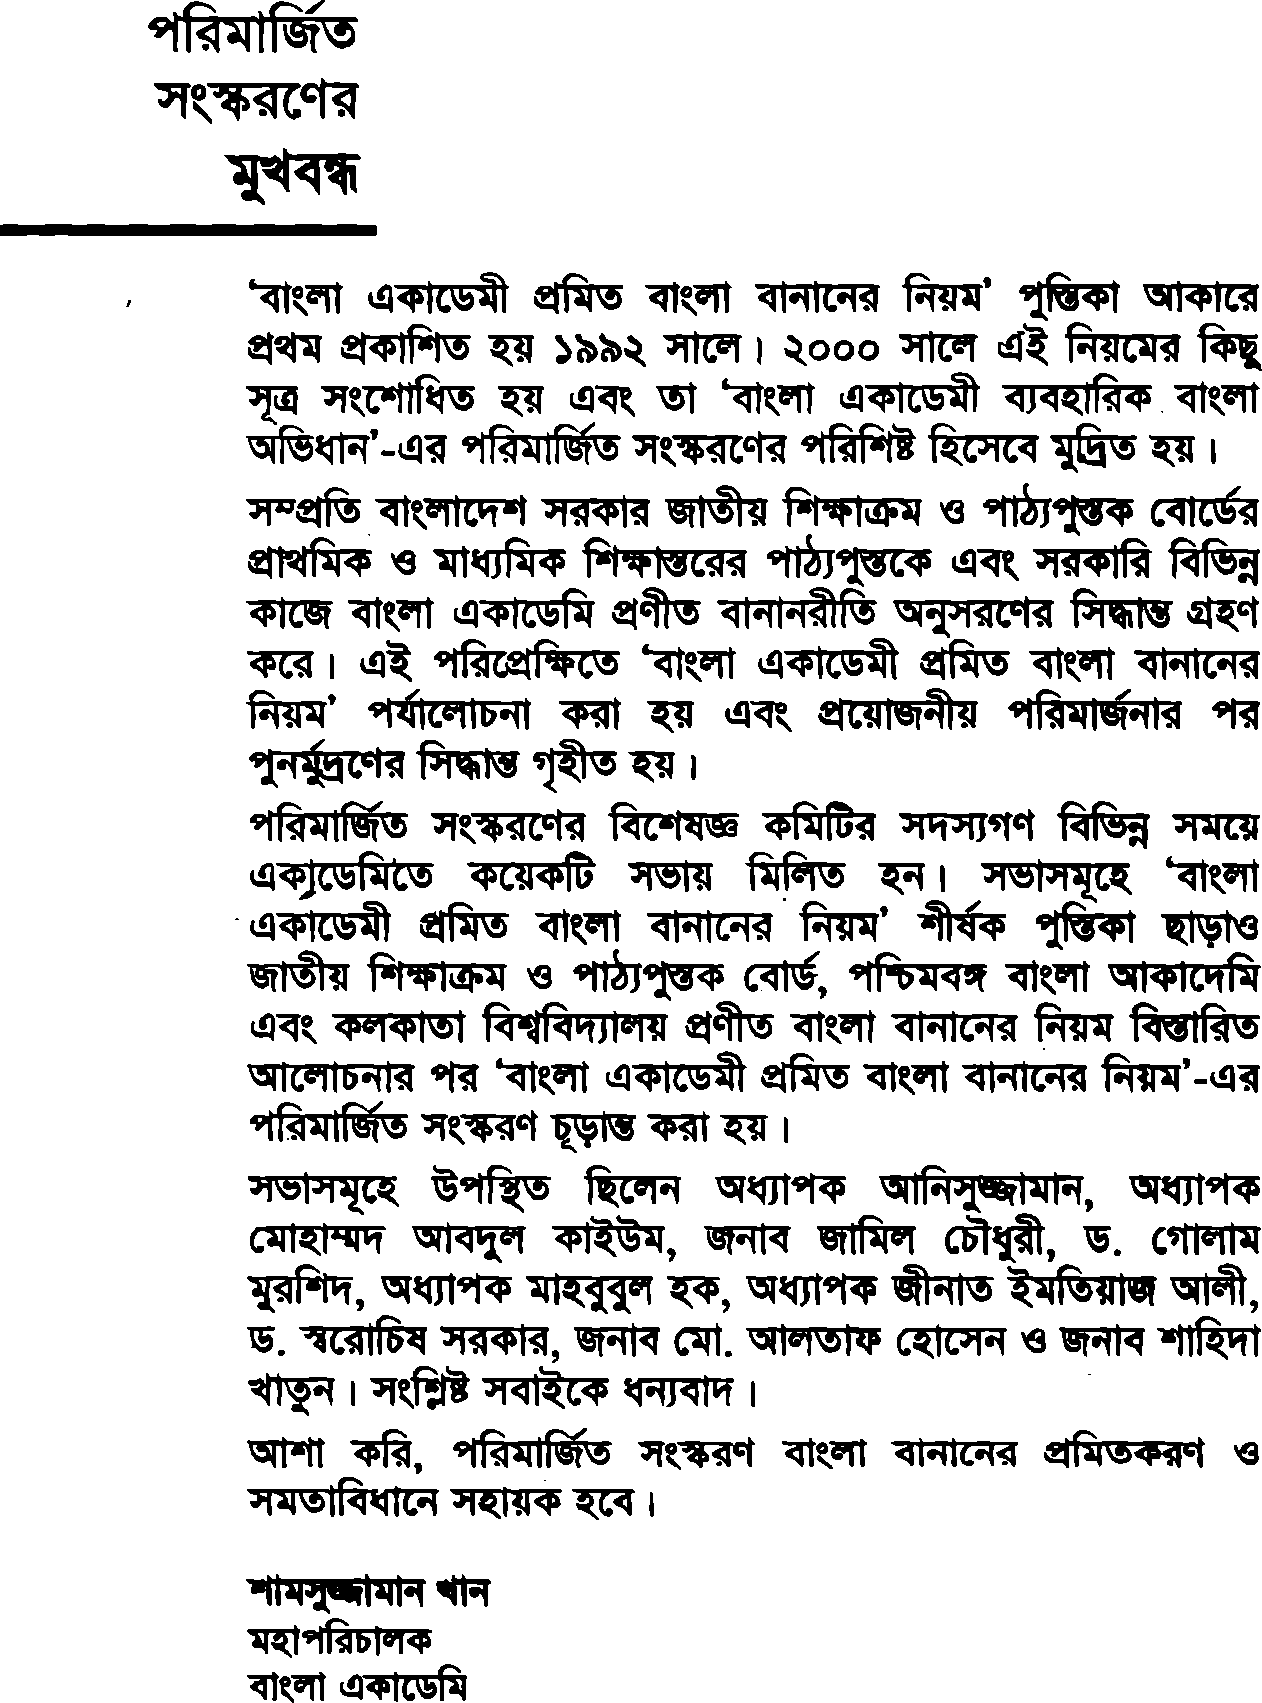 পরিমার্জিত
সংস্করণের
মুখবন্ধ
‘বাংলা একাডেমী প্রমিত বাংলা বানানের নিয়ম’ পুস্তিকা আকারে
প্রথম প্রকাশিত হয় ১৯৯২ সালে। ২০০০ সালে এই নিয়মের কিছু
সূত্র সংশোধিত হয় এবং তা ‘বাংলা একাডেমী ব্যবহারিক বাংলা
অভিধান’-এর পরিমার্জিত সংস্করণের পরিশিষ্ট হিসেবে মুদ্রিত হয়।
সম্প্রতি বাংলাদেশ সরকার জাতীয় শিক্ষাক্রম ও পাঠ্যপুস্তক বোর্ডের
প্রাথমিক ও মাধ্যমিক শিক্ষাস্তরের পাঠ্যপুস্তকে এবং সরকারি বিভিন্ন
কাজে বাংলা একাডেমি প্রণীত বানানরীতি অনুসরণের সিদ্ধান্ত গ্রহণ
করে। এই পরিপ্রেক্ষিতে ‘বাংলা একাডেমী প্রমিত বাংলা বানানের
নিয়ম’ পর্যালোচনা করা হয় এবং প্রয়োজনীয় পরিমার্জনার পর
পুনর্মুদ্রণের সিদ্ধান্ত গৃহীত হয়।
পরিমার্জিত সংস্করণের বিশেষজ্ঞ কমিটির সদস্যগণ বিভিন্ন সময়ে
একাডেমিতে কয়েকটি সভায় মিলিত হন। সভাসমূহে ‘বাংলা
একাডেমী প্রমিত বাংলা বানানের নিয়ম’ শীর্ষক পুস্তিকা ছাড়াও
জাতীয় শিক্ষাক্রম ও পাঠ্যপুস্তক বোর্ড, পশ্চিমবঙ্গ বাংলা আকাদেমি
এবং কলকাতা বিশ্ববিদ্যালয় প্রণীত বাংলা বানানের নিয়ম বিস্তারিত
আলোচনার পর ‘বাংলা একাডেমী প্রমিত বাংলা বানানের নিয়ম’-এর
পরিমার্জিত সংস্করণ চূড়ান্ত করা হয়।
সভাসমূহে উপস্থিত ছিলেন অধ্যাপক আনিসুজ্জামান, অধ্যাপক
মোহাম্মদ আবদুল কাইউম, জনাব জামিল চৌধুরী, ড. গোলাম
মুরশিদ, অধ্যাপক মাহবুবুল হক, অধ্যাপক জীনাত ইমতিয়াজ আলী,
ড. স্বরোচিষ সরকার, জনাব মো. আলতাফ হোসেন ও জনাব শাহিদা
খাতুন। সংশ্লিষ্ট সবাইকে ধন্যবাদ।
আশা করি, পরিমার্জিত সংস্করণ বাংলা বানানের প্রমিতকরণ ও
সমতাবিধানে সহায়ক হবে।
শামসুজ্জামান খান
মহাপরিচালক
বাংলা একাডেমি